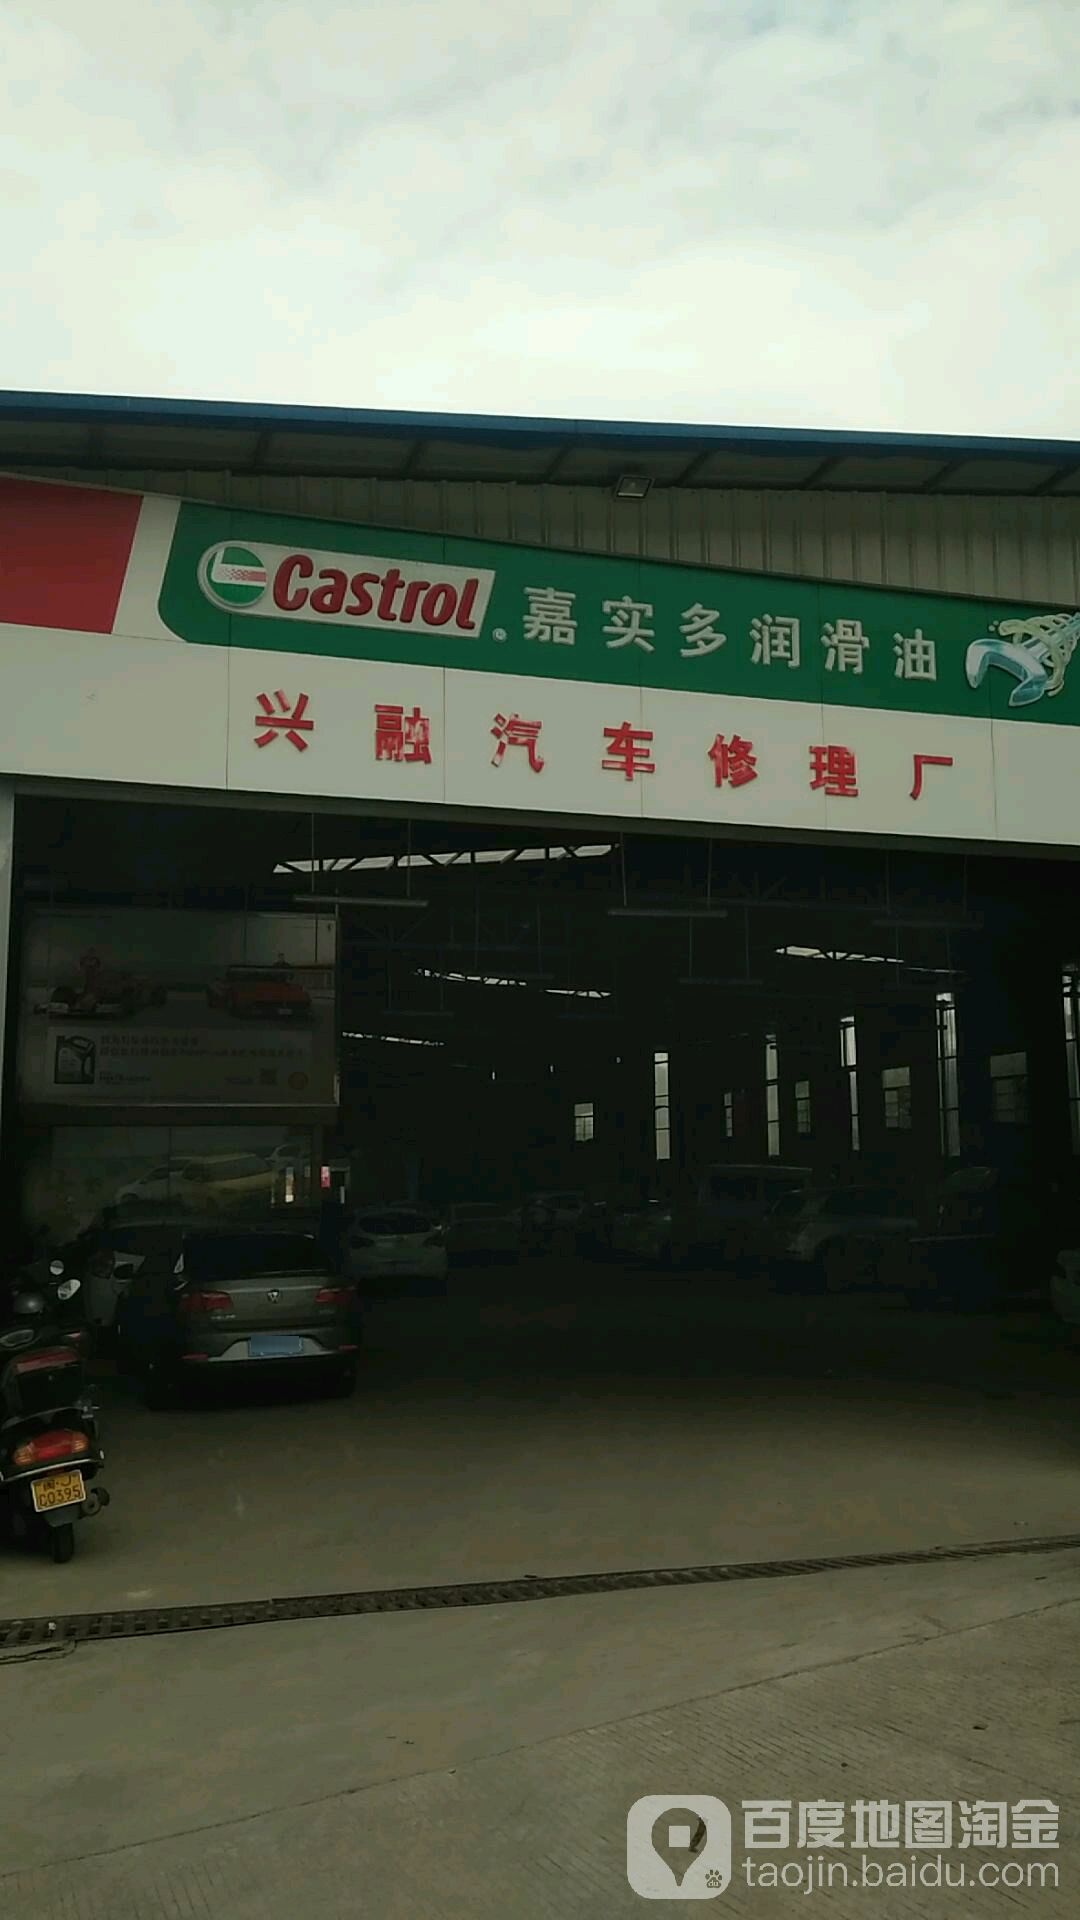 Castrol 嘉实多润滑油
兴融汽车修理厂
闽·J
C0395
百度地图淘金
taojin.baidu.com